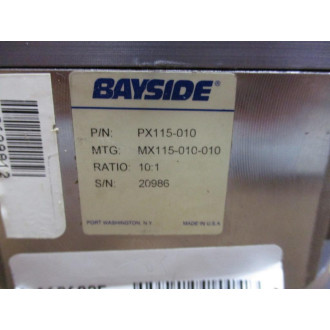 BAYSIDE®
P/N: PX115-010
MTG: MX115-010-010
RATIO: 10:1
S/N: 20986
PORT WASHINGTON, N.Y. MADE IN U.S.A.